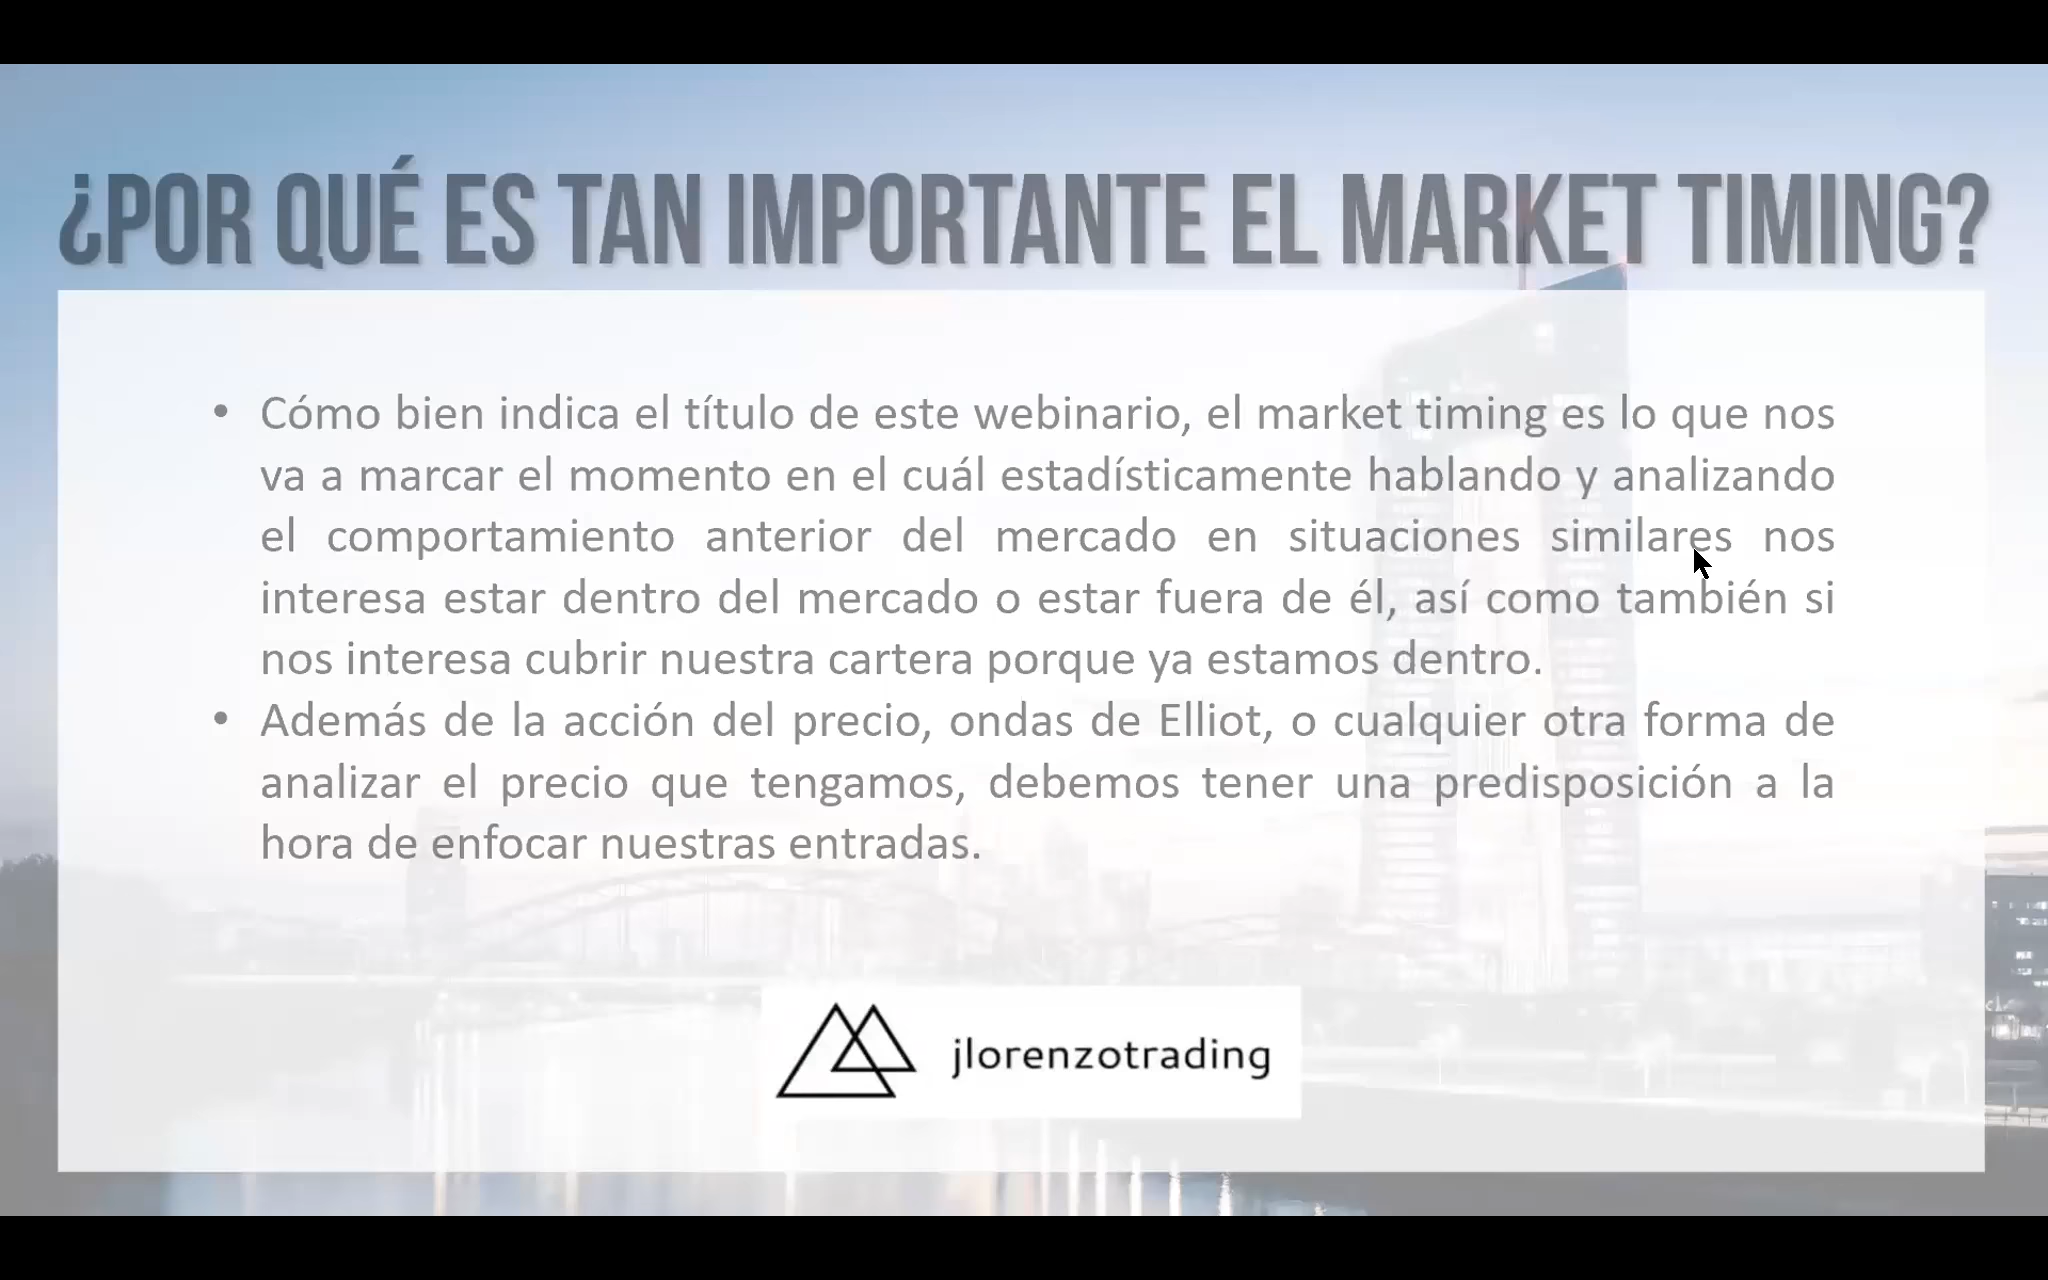 ¿POR QUÉ ES TAN IMPORTANTE EL MARKET TIMING?
• Cómo bien indica el título de este webinario, el market timing es lo que nos
va a marcar el momento en el cuál estadísticamente hablando y analizando
el comportamiento anterior del mercado en situaciones similares nos
interesa estar dentro del mercado o estar fuera de él, así como también si
nos interesa cubrir nuestra cartera porque ya estamos dentro.
• Además de la acción del precio, ondas de Elliot, o cualquier otra forma de
analizar el precio que tengamos, debemos tener una predisposición a la
hora de enfocar nuestras entradas.
jlorenzotrading